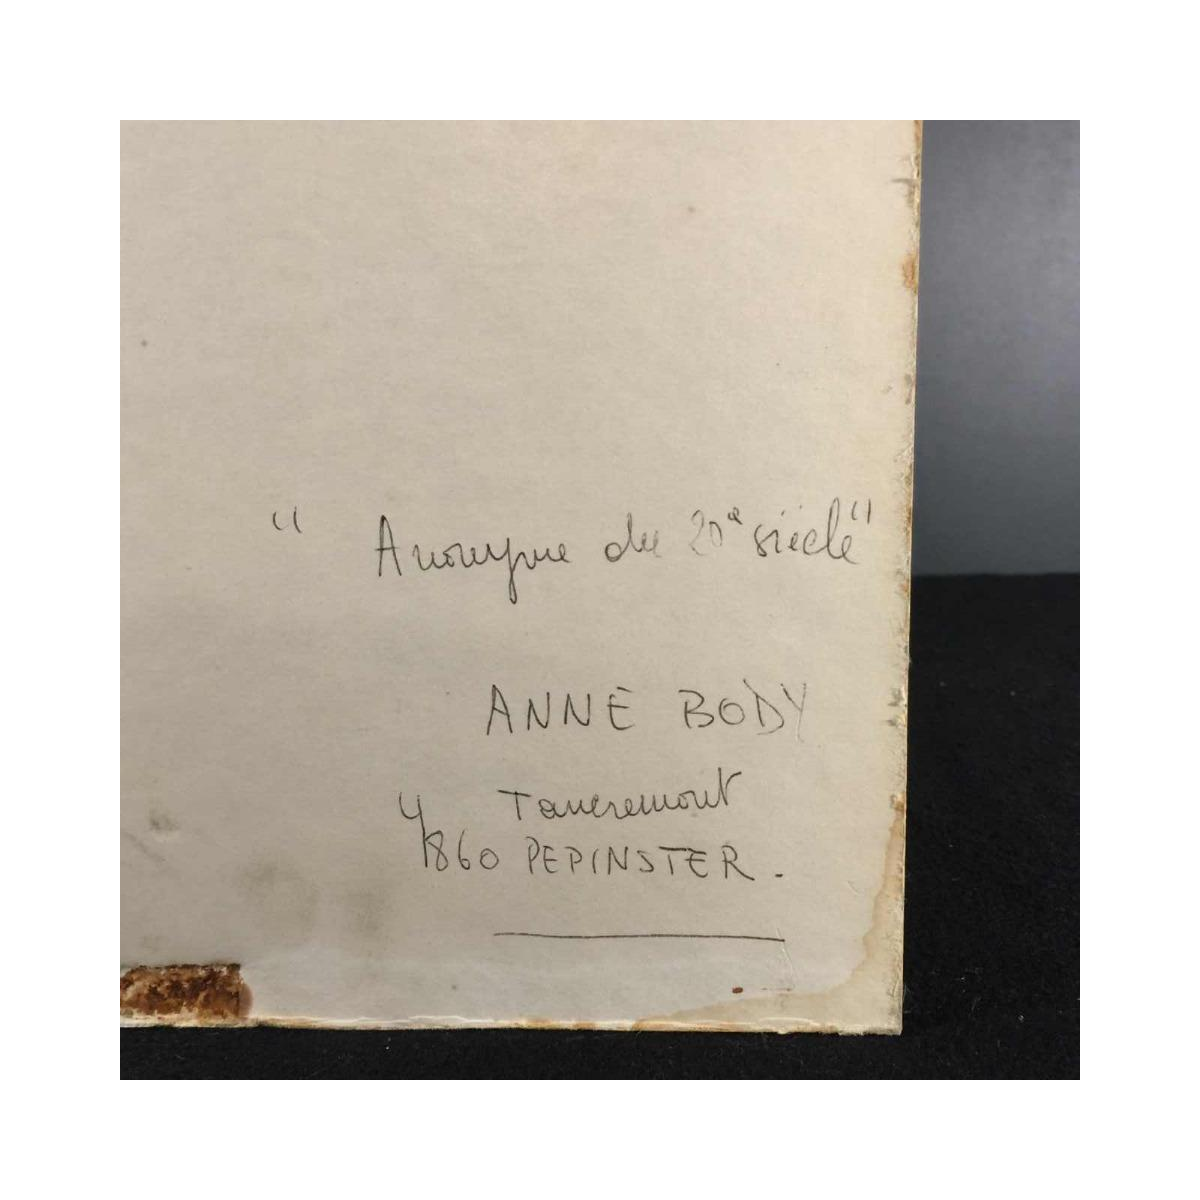 " Anonyme du 20e siècle"
ANNE BODY
4 Tancremont
4860 PEPINSTER.